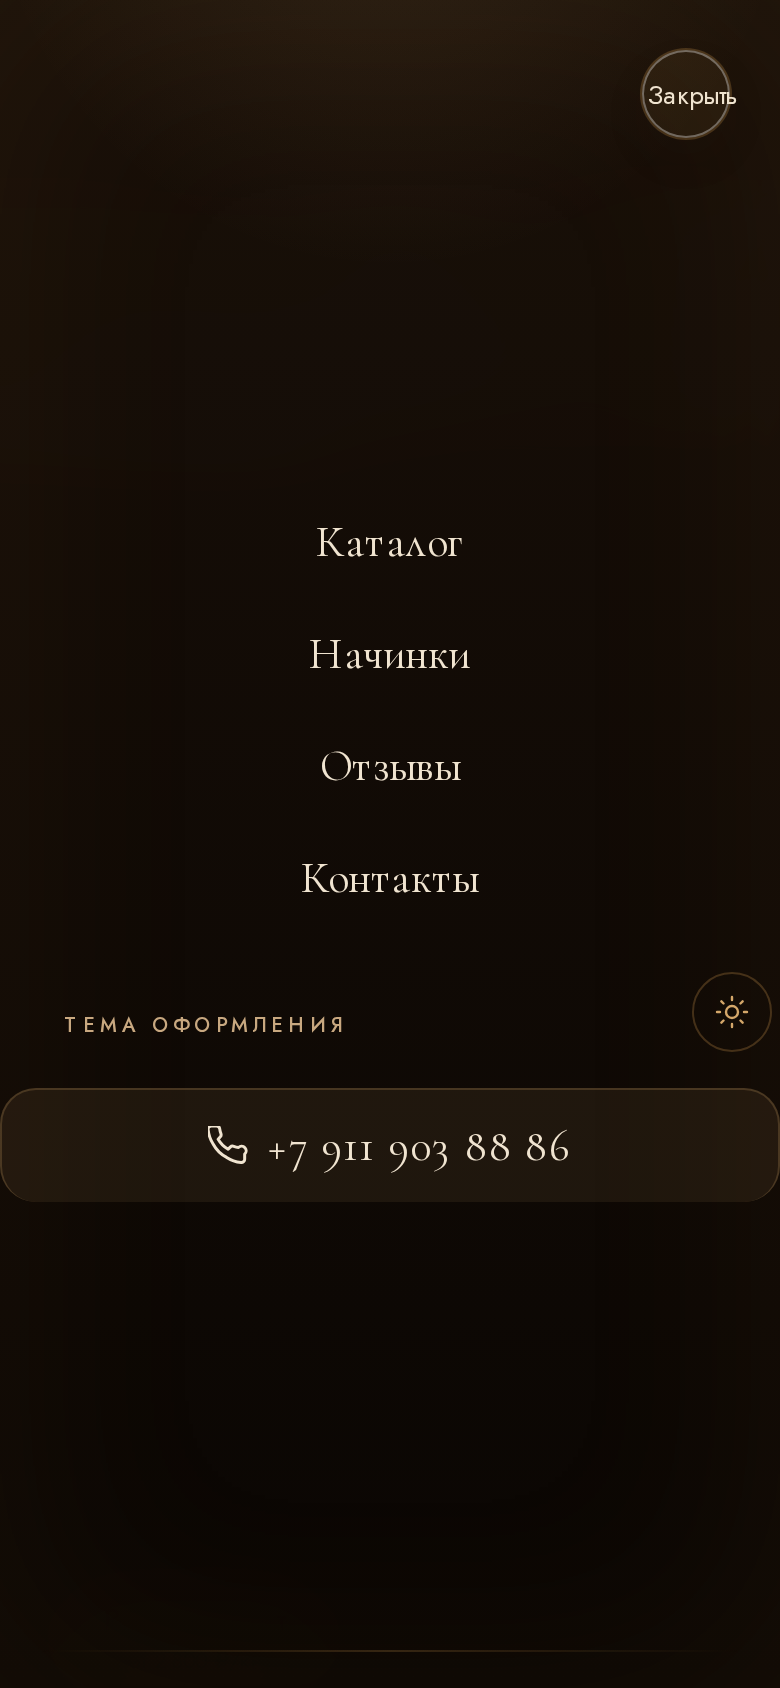 Закрыть
Каталог
Начинки
Отзывы
Контакты
ТЕМА ОФОРМЛЕНИЯ
+7 911 903 88 86